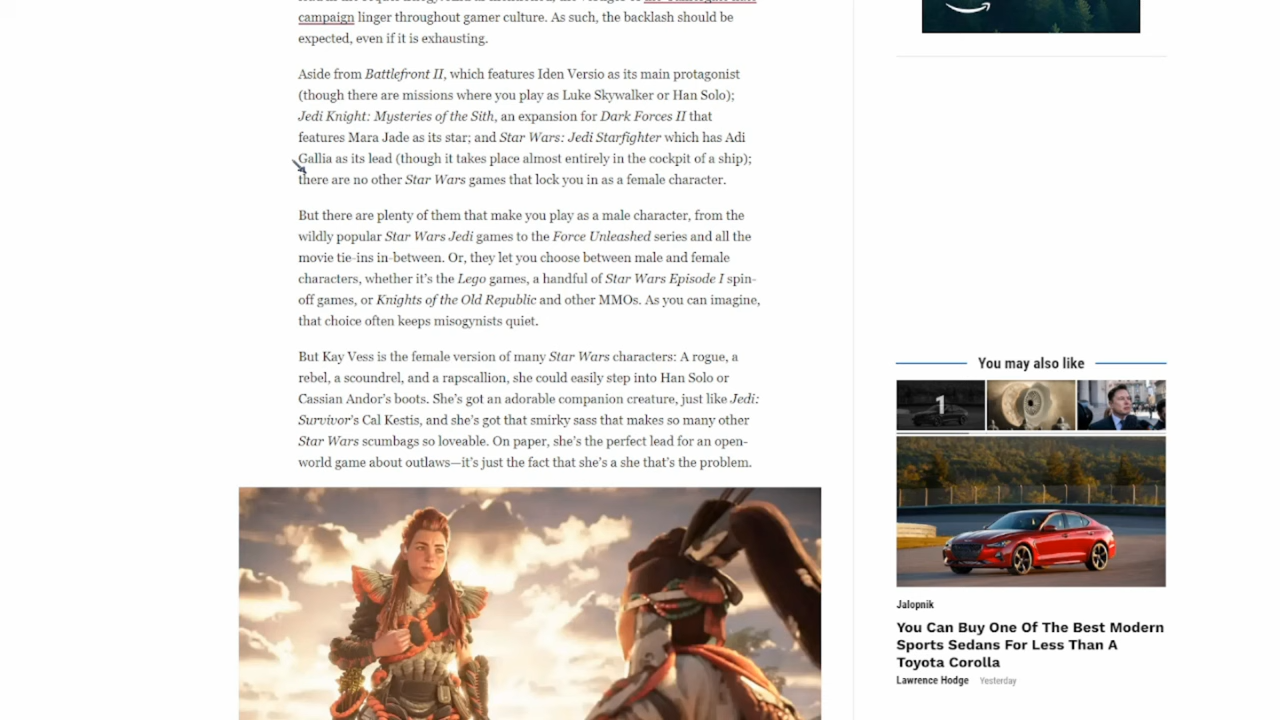 campaign linger throughout gamer culture. As such, the backlash should be
expected, even if it is exhausting.
Aside from Battlefront II, which features Iden Versio as its main protagonist
(though there are missions where you play as Luke Skywalker or Han Solo);
Jedi Knight: Mysteries of the Sith, an expansion for Dark Forces II that
features Mara Jade as its star; and Star Wars: Jedi Starfighter which has Adi
Gallia as its lead (though it takes place almost entirely in the cockpit of a ship);
there are no other Star Wars games that lock you in as a female character.
But there are plenty of them that make you play as a male character, from the
wildly popular Star Wars Jedi games to the Force Unleashed series and all the
movie tie-ins in-between. Or, they let you choose between male and female
characters, whether it's the Lego games, a handful of Star Wars Episode I spin-
off games, or Knights of the Old Republic and other MMOs. As you can imagine,
that choice often keeps misogynists quiet.
But Kay Vess is the female version of many Star Wars characters: A rogue, a
rebel, a scoundrel, and a rapscallion, she could easily step into Han Solo or
Cassian Andor's boots. She's got an adorable companion creature, just like Jedi:
Survivor's Cal Kestis, and she's got that smirky sass that makes so many other
Star Wars scumbags so loveable. On paper, she's the perfect lead for an open-
world game about outlaws—it's just the fact that she's a she that's the problem.
You may also like
1
Jalopnik
You Can Buy One Of The Best Modern
Sports Sedans For Less Than A
Toyota Corolla
Lawrence Hodge Yesterday